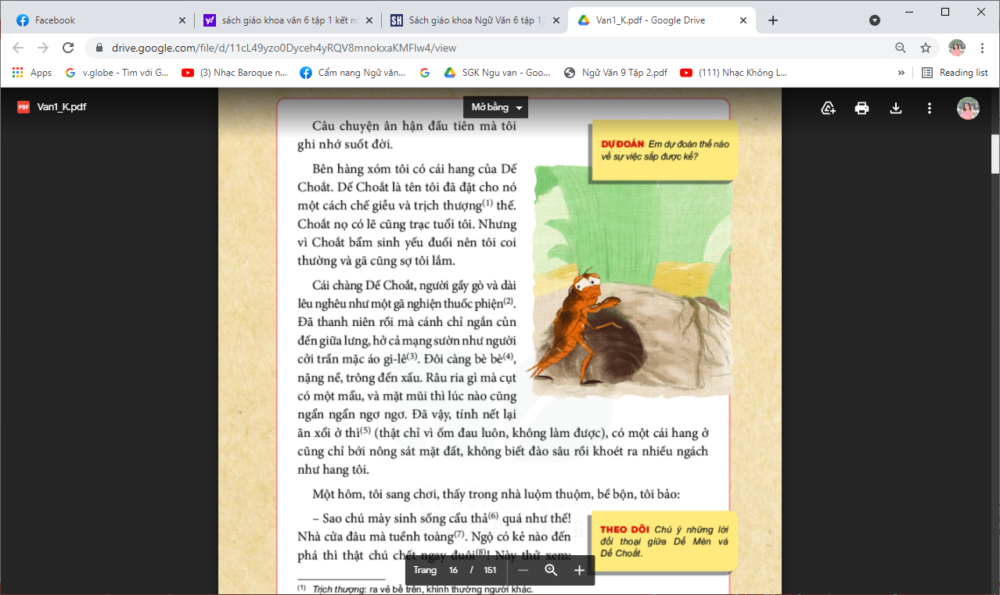 Facebook
sách giáo khoa văn 6 tập 1 kết nố
Sách giáo khoa Ngữ Văn 6 tập 1,
Van1_K.pdf - Google Drive
drive.google.com/file/d/11cL49yzo0Dyceh4yRQV8mnokxaKMFlw4/view
Apps
v.globe - Tìm với G...
(3) Nhạc Baroque n...
Cẩm nang Ngữ văn...
SGK Ngu van - Goo...
Ngữ Văn 9 Tập 2.pdf
(111) Nhạc Không L...
»
Reading list
PDF
Van1_K.pdf
Mở bằng
Câu chuyện ân hận đầu tiên mà tôi
ghi nhớ suốt đời.
DỰ ĐOÁN Em dự đoán thế nào
về sự việc sắp được kể?
Bên hàng xóm tôi có cái hang của Dế
Choắt. Dế Choắt là tên tôi đã đặt cho nó
một cách chế giễu và trịch thượng(1) thế.
Choắt nọ có lẽ cũng trạc tuổi tôi. Nhưng
vì Choắt bẩm sinh yếu đuối nên tôi coi
thường và gã cũng sợ tôi lắm.
Cái chàng Dế Choắt, người gầy gò và dài
lêu nghêu như một gã nghiện thuốc phiện(2).
Đã thanh niên rồi mà cánh chỉ ngắn củn
đến giữa lưng, hở cả mạng sườn như người
cởi trần mặc áo gi-lê(3). Đôi càng bè bè(4),
nặng nề, trông đến xấu. Râu ria gì mà cụt
có một mẩu, và mặt mũi thì lúc nào cũng
ngẩn ngẩn ngơ ngơ. Đã vậy, tính nết lại
ăn xổi ở thì(5) (thật chỉ vì ốm đau luôn, không làm được), có một cái hang ở
cũng chỉ bới nông sát mặt đất, không biết đào sâu rồi khoét ra nhiều ngách
như hang tôi.
Một hôm, tôi sang chơi, thấy trong nhà luộm thuộm, bề bộn, tôi bảo:
– Sao chú mày sinh sống cẩu thả(6) quá như thế!
Nhà cửa đâu mà tuềnh toàng(7). Ngộ có kẻ nào đến
phá thì thật chú chết ngay đuôi(8)! Này thử xem:
THEO DÕI Chú ý những lời
đối thoại giữa Dế Mèn và
Dế Choắt.
Trang 16 / 151
(1) Trịch thượng: ra vẻ bề trên, khinh thường người khác.